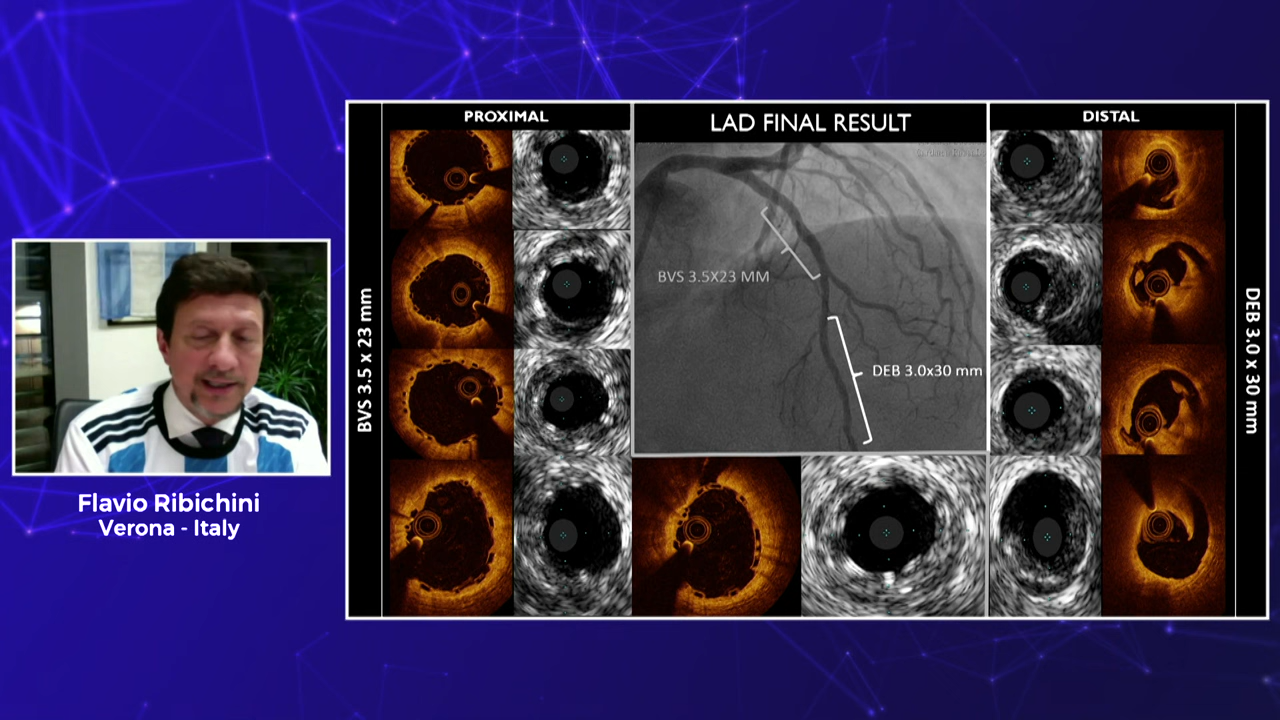 PROXIMAL
LAD FINAL RESULT
DISTAL
BVS 3.5 x 23 mm
BVS 3.5X23 MM
DEB 3.0x30 mm
DEB 3.0 x 30 mm
Flavio Ribichini
Verona - Italy